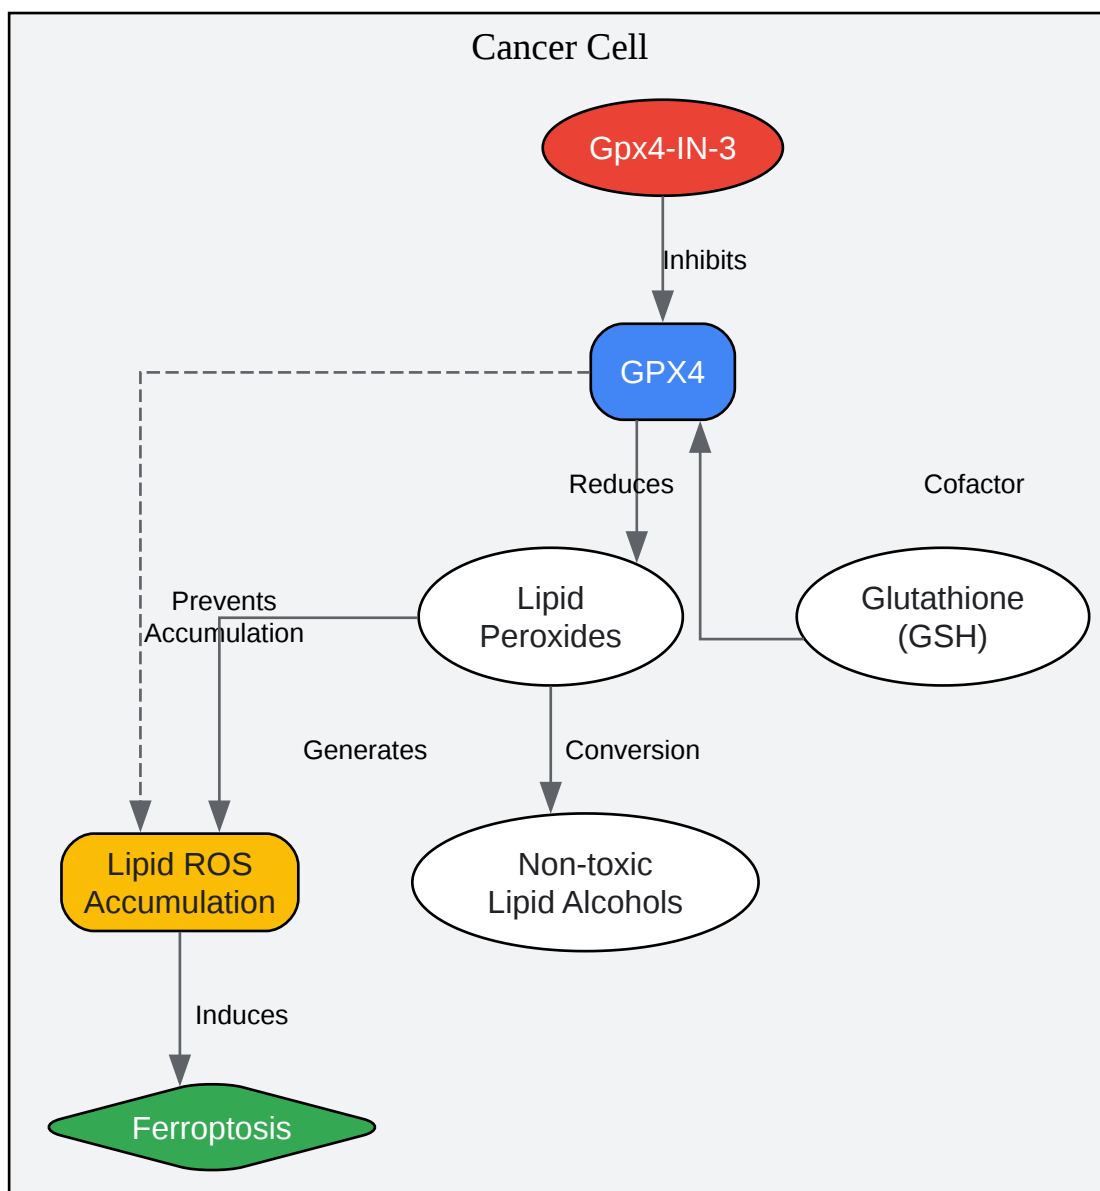 Cancer Cell
Gpx4-IN-3
Inhibits
GPX4
Reduces
Cofactor
Prevents
Accumulation
Lipid
Peroxides
Glutathione
(GSH)
Generates
Conversion
Lipid ROS
Accumulation
Non-toxic
Lipid Alcohols
Induces
Ferroptosis